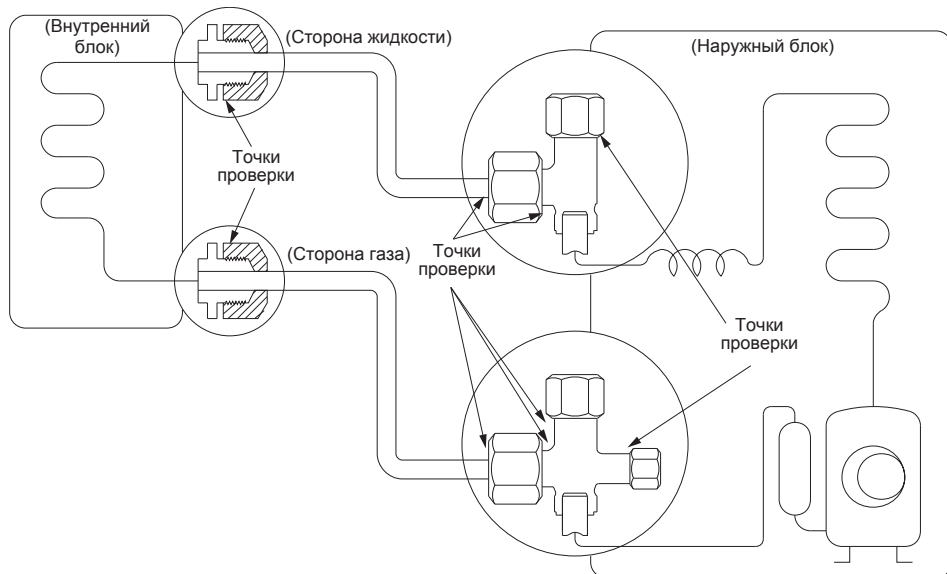 (Внутренний
блок)
(Сторона жидкости)
(Наружный блок)
Точки
проверки
(Сторона газа)
Точки
проверки
Точки
проверки